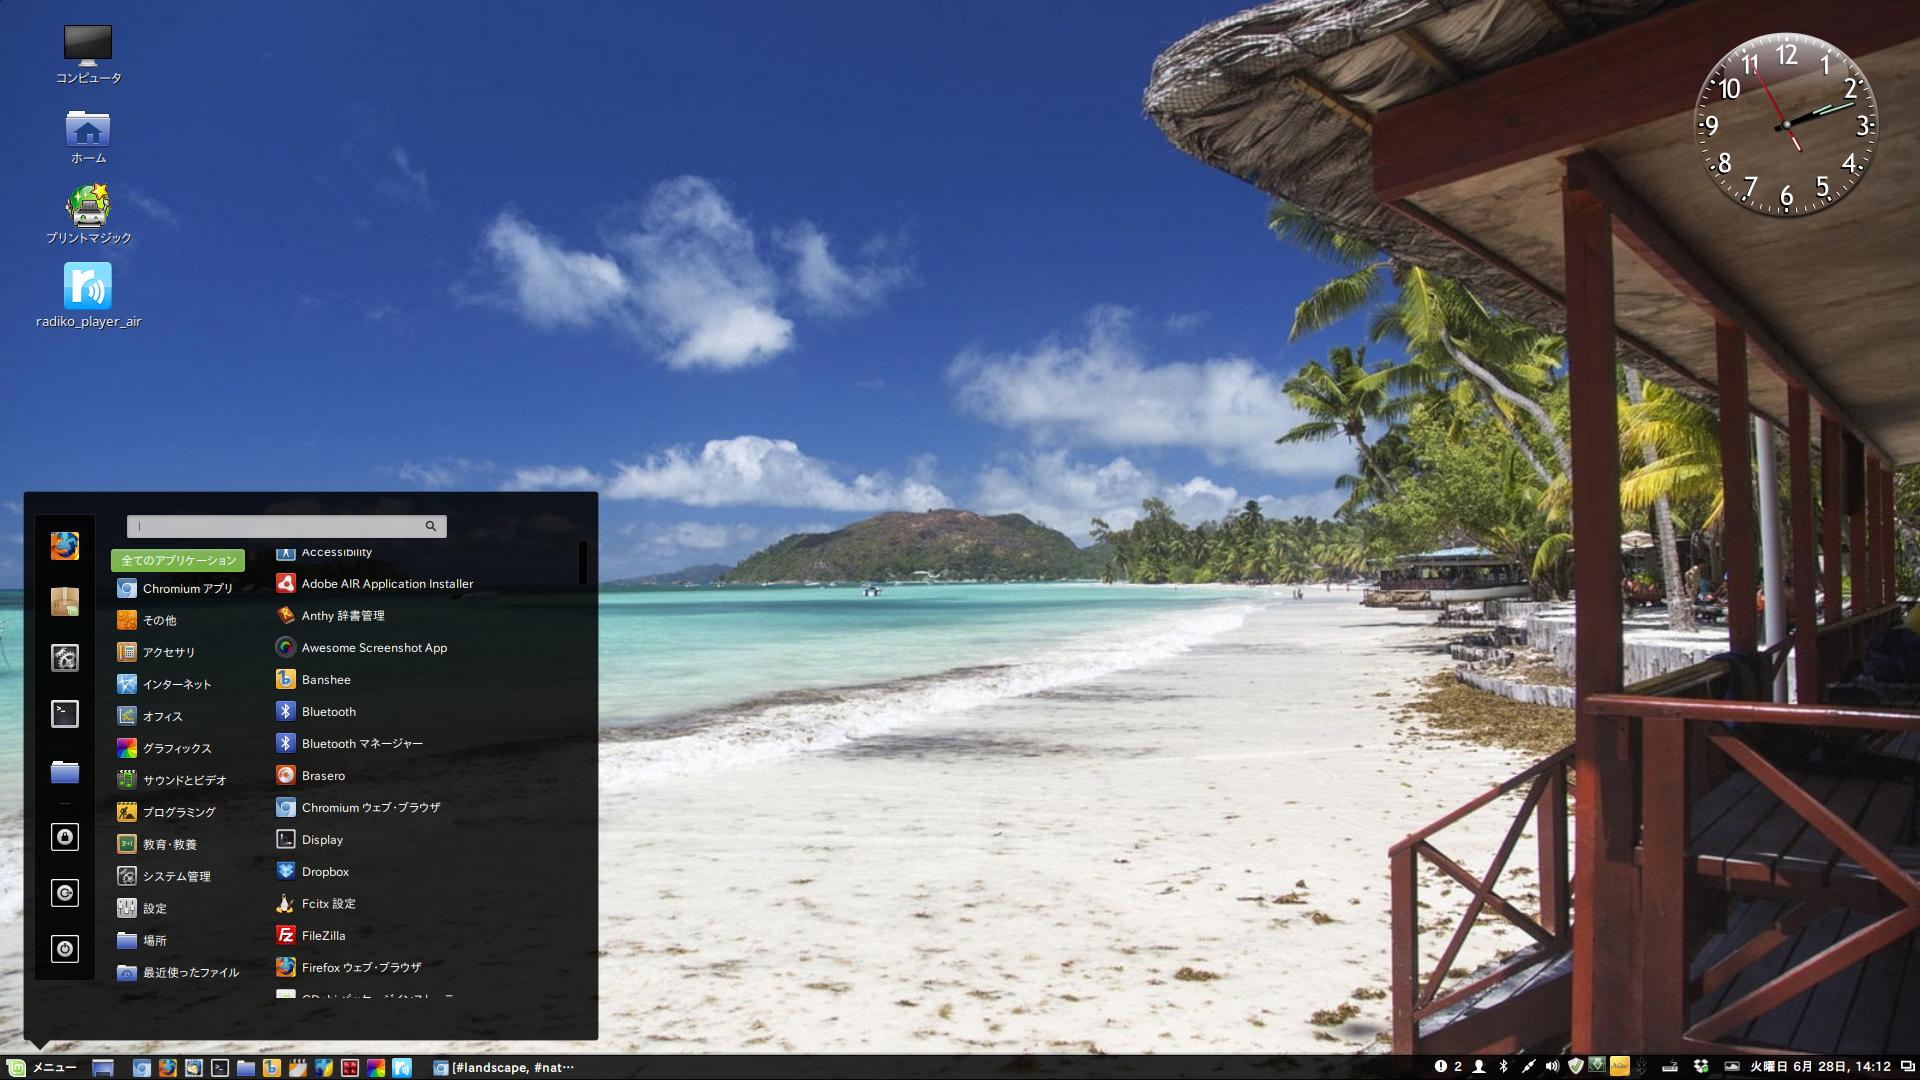 コンピュータ
ホーム
プリントマジック
radiko_player_air
12
1
2
3
4
5
6
7
8
9
10
11
全てのアプリケーション
Chromium アプリ
その他
アクセサリ
インターネット
オフィス
グラフィックス
サウンドとビデオ
プログラミング
教育・教養
システム管理
設定
場所
最近使ったファイル
Accessibility
Adobe AIR Application Installer
Anthy 辞書管理
Awesome Screenshot App
Banshee
Bluetooth
Bluetooth マネージャー
Brasero
Chromium ウェブ・ブラウザ
Display
Dropbox
Fcitx 設定
FileZilla
Firefox ウェブ・ブラウザ
メニュー
[#landscape, #nat…
2
火曜日 6月 28日, 14:12